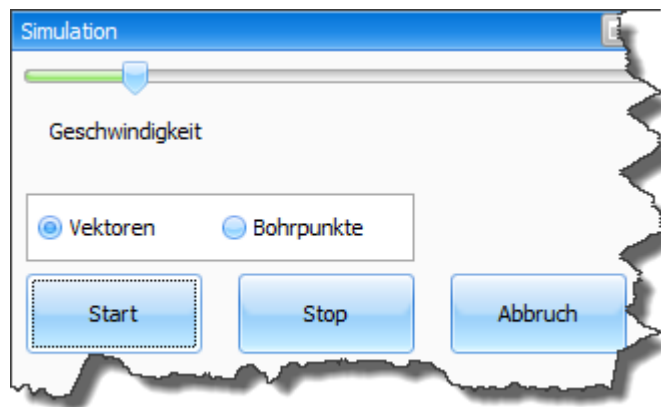 Simulation
Geschwindigkeit
Vektoren Bohrpunkte
Start Stop Abbruch